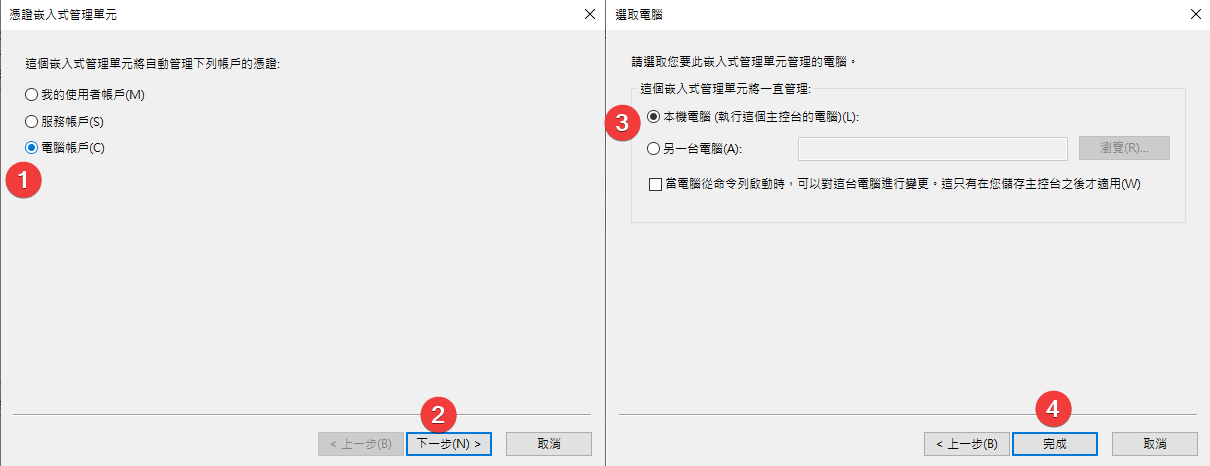 憑證嵌入式管理單元
這個嵌入式管理單元將自動管理下列帳戶的憑證:
我的使用者帳戶(M)
服務帳戶(S)
電腦帳戶(C)
1
2
< 上一步(B)
下一步(N) >
取消
選取電腦
請選取您要此嵌入式管理單元管理的電腦。
這個嵌入式管理單元將一直管理:
3
本機電腦 (執行這個主控台的電腦)(L):
另一台電腦(A):
瀏覽(R)...
當電腦從命令列啟動時，可以對這台電腦進行變更。這只有在您儲存主控台之後才適用(W)
4
< 上一步(B)
完成
取消